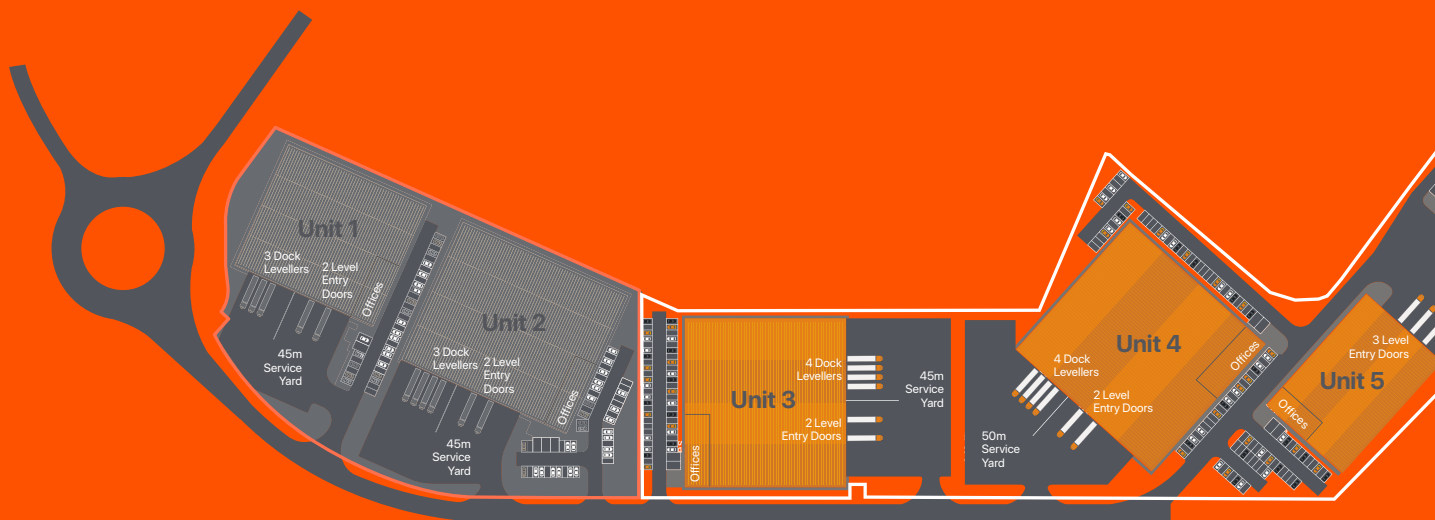 Unit 1
3 Dock
Levellers
2 Level
Entry
Doors
Offices
45m
Service
Yard
Unit 2
3 Dock
Levellers
2 Level
Entry
Doors
Offices
45m
Service
Yard
Unit 3
4 Dock
Levellers
2 Level
Entry Doors
Offices
45m
Service
Yard
Unit 4
4 Dock
Levellers
2 Level
Entry Doors
Offices
50m
Service
Yard
Unit 5
3 Level
Entry Doors
Offices